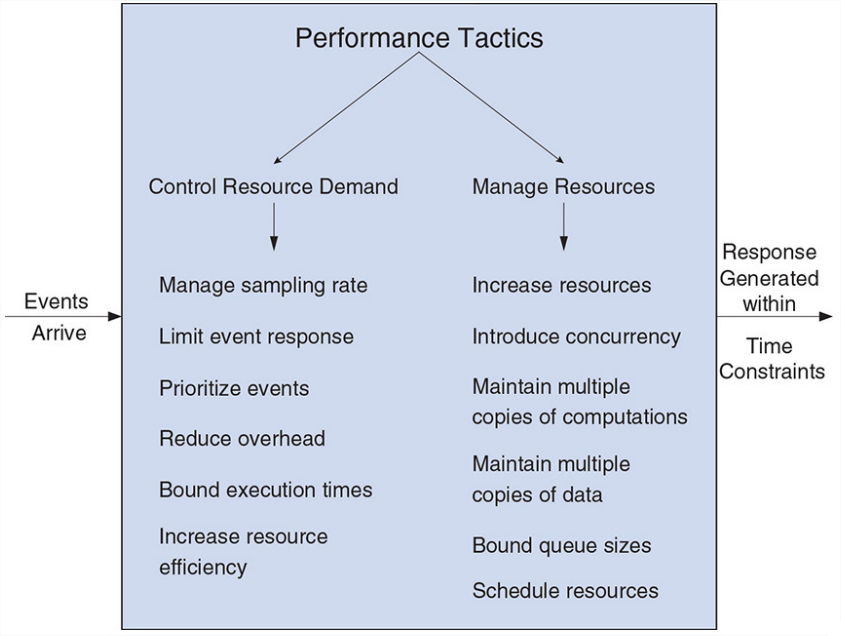 Performance Tactics
Control Resource Demand
Manage Resources
Events
Arrive
Manage sampling rate
Limit event response
Prioritize events
Reduce overhead
Bound execution times
Increase resource
efficiency
Increase resources
Introduce concurrency
Maintain multiple
copies of computations
Maintain multiple
copies of data
Bound queue sizes
Schedule resources
Response
Generated
within
Time
Constraints